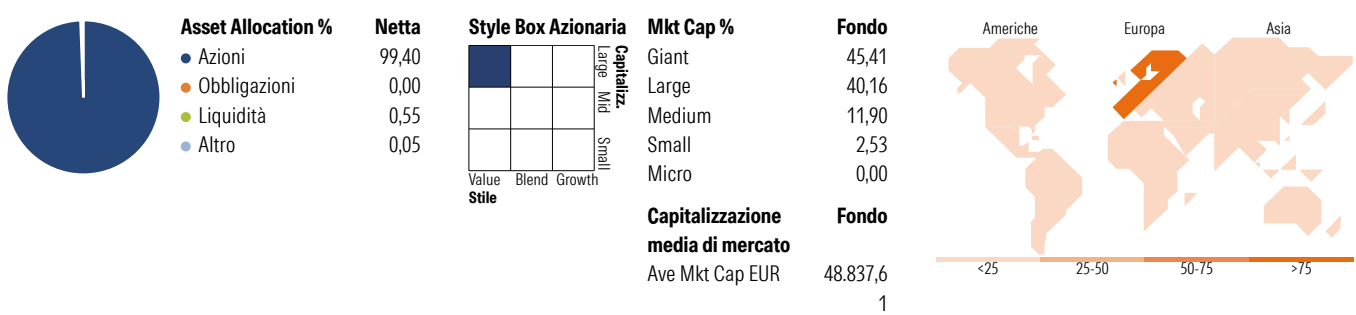 Asset Allocation % Netta
Azioni 99,40
Obbligazioni 0,00
Liquidità 0,55
Altro 0,05
Style Box Azionaria
Capitalizz.
Large Mid Small
Value Blend Growth
Stile
Mkt Cap % Fondo
Giant 45,41
Large 40,16
Medium 11,90
Small 2,53
Micro 0,00
Capitalizzazione Fondo
media di mercato
Ave Mkt Cap EUR 48.837,6
1
Americhe Europa Asia
<25 25-50 50-75 >75